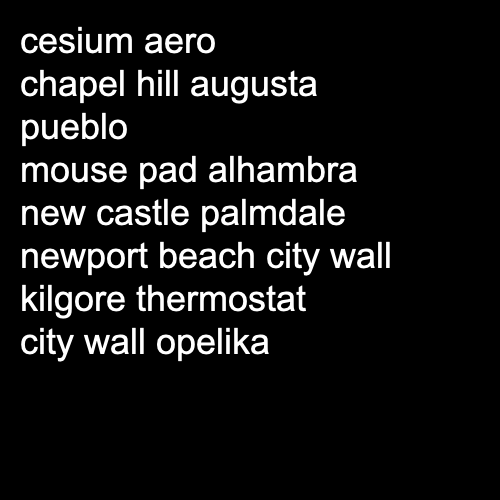 cesium aero
chapel hill augusta
pueblo
mouse pad alhambra
new castle palmdale
newport beach city wall
kilgore thermostat
city wall opelika